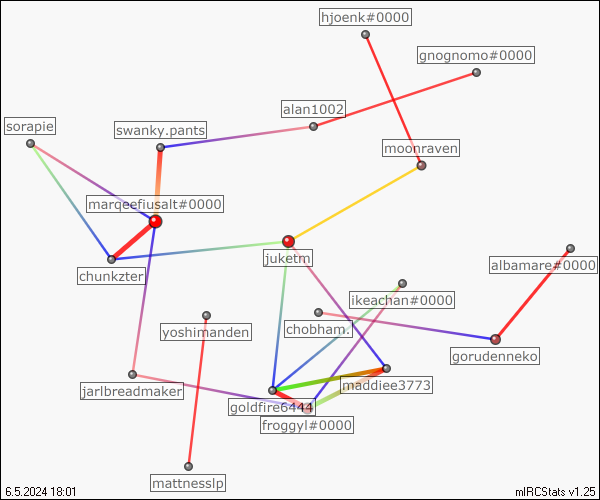 hjoenk#0000
gnognomo#0000
alan1002
sorapie
swanky.pants
moonraven
marqeefiusalt#0000
juketm
albamare#0000
chunkzter
ikeachan#0000
chobham.
yoshimanden
gorudenneko
maddiee3773
jarlbreadmaker
goldfire6444
froggyl#0000
mattnesslp
6.5.2024 18:01
mIRCStats v1.25